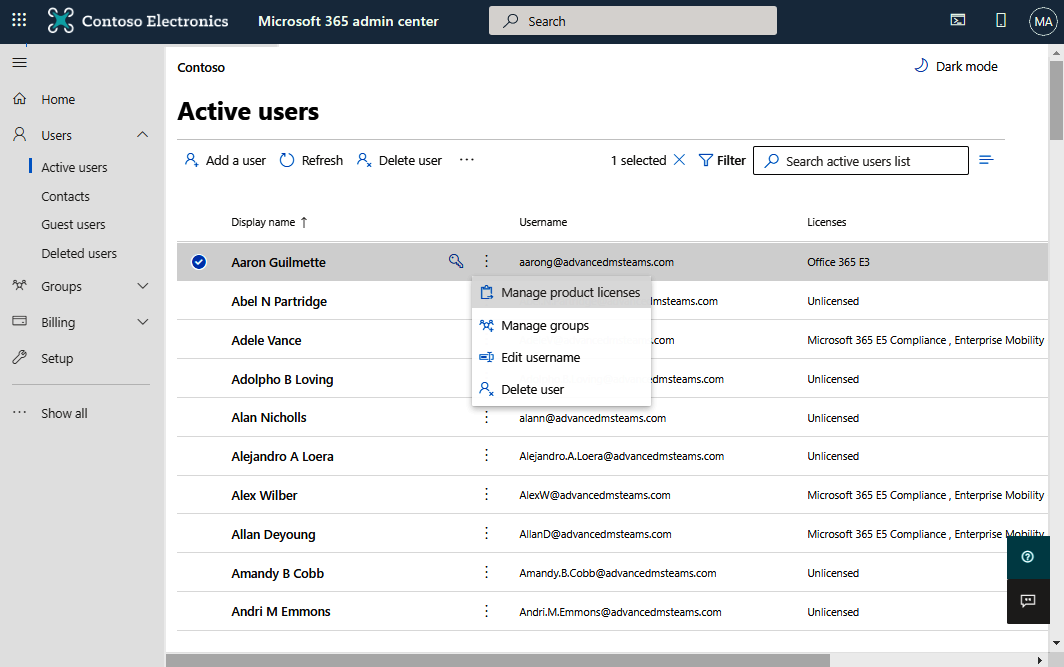 Contoso Electronics Microsoft 365 admin center Search MA
Contoso Dark mode
Home
Active users
Users
Add a user Refresh Delete user 1 selected Filter Search active users list
Active users
Contacts
Guest users
Deleted users
Groups
Billing
Setup
Show all
Display name ↑ Username Licenses
Aaron Guilmette aarong@advancedmsteams.com Office 365 E3
Manage product licenses
Manage groups
Edit username
Delete user
Abel N Partridge dmsteams.com Unlicensed
Adele Vance .com Microsoft 365 E5 Compliance , Enterprise Mobility
Adolpho B Loving dmsteams.com Unlicensed
Alan Nicholls alann@advancedmsteams.com Unlicensed
Alejandro A Loera Alejandro.A.Loera@advancedmsteams.com Unlicensed
Alex Wilber AlexW@advancedmsteams.com Microsoft 365 E5 Compliance , Enterprise Mobility
Allan Deyoung AllanD@advancedmsteams.com Microsoft 365 E5 Compliance , Enterprise Mobility
Amandy B Cobb Amandy.B.Cobb@advancedmsteams.com Unlicensed
Andri M Emmons Andri.M.Emmons@advancedmsteams.com Unlicensed